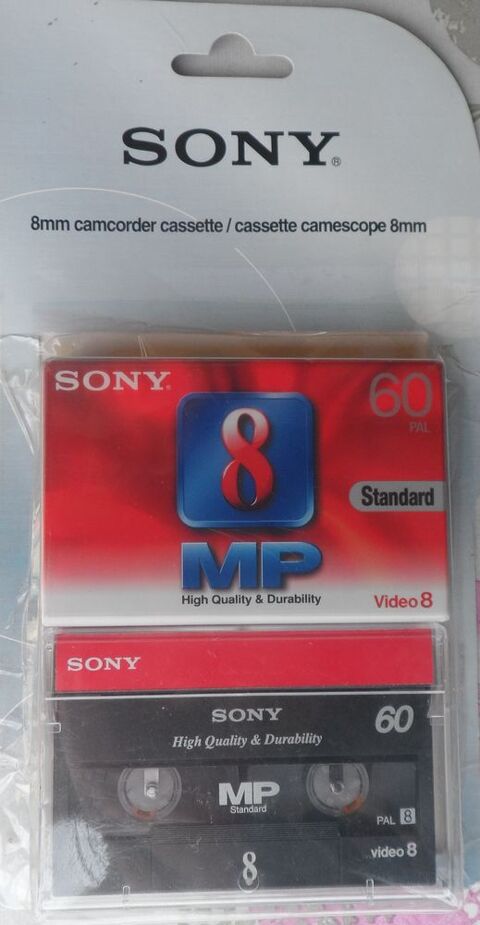 SONY®
8mm camcorder cassette / cassette camescope 8mm
SONY®
60
PAL
8
Standard
MP
High Quality & Durability
Video 8
SONY
SONY
60
High Quality & Durability
MP
Standard
PAL 8
8
video 8